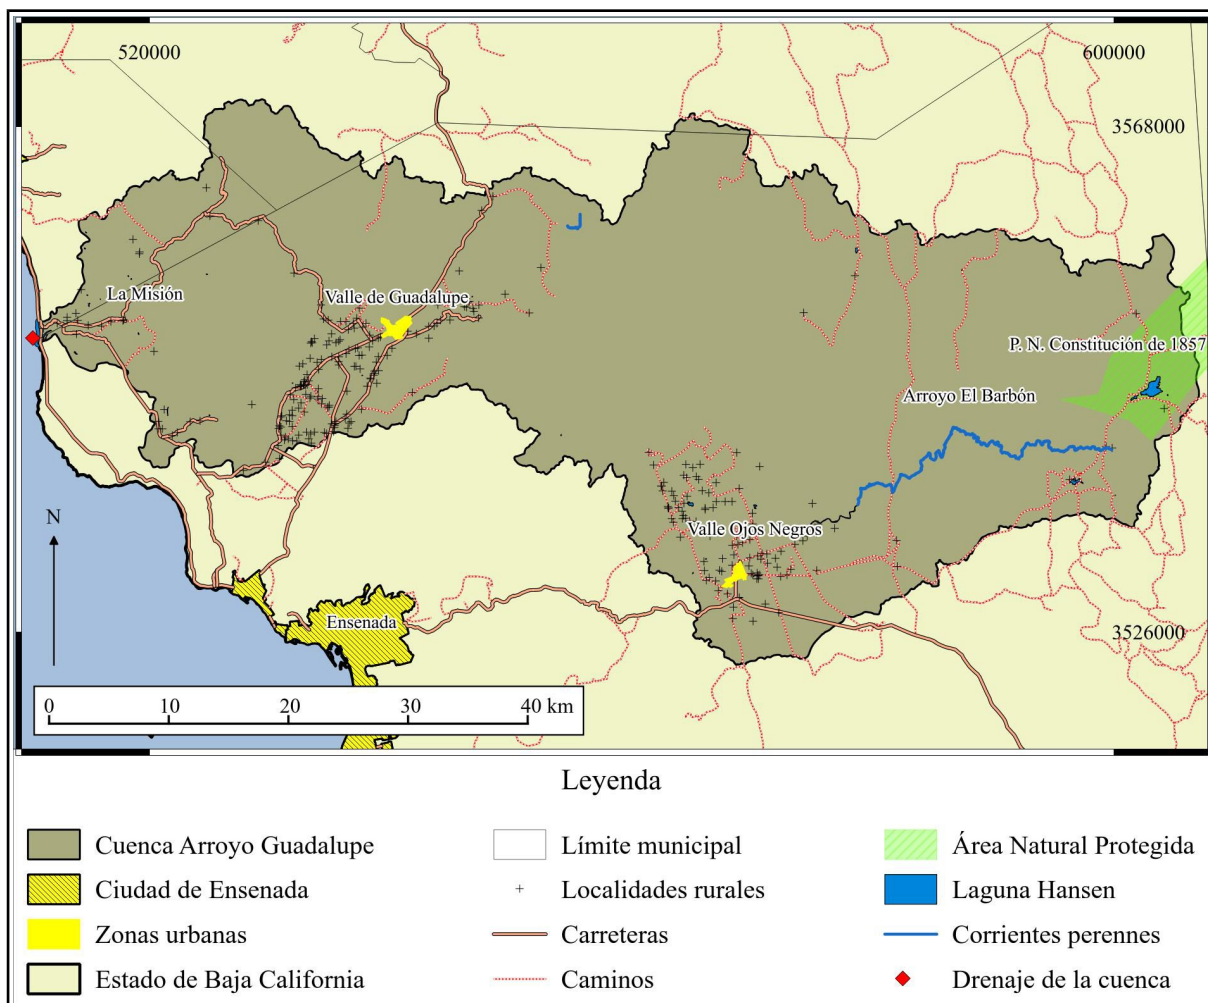 520000
600000
3568000
La Misión
Valle de Guadalupe
P. N. Constitución de 1857
Arroyo El Barbón
Valle Ojos Negros
N
Ensenada
3526000
0 10 20 30 40 km
Leyenda
Cuenca Arroyo Guadalupe
Límite municipal
Área Natural Protegida
Ciudad de Ensenada
Localidades rurales
Laguna Hansen
Zonas urbanas
Carreteras
Corrientes perennes
Estado de Baja California
Caminos
Drenaje de la cuenca